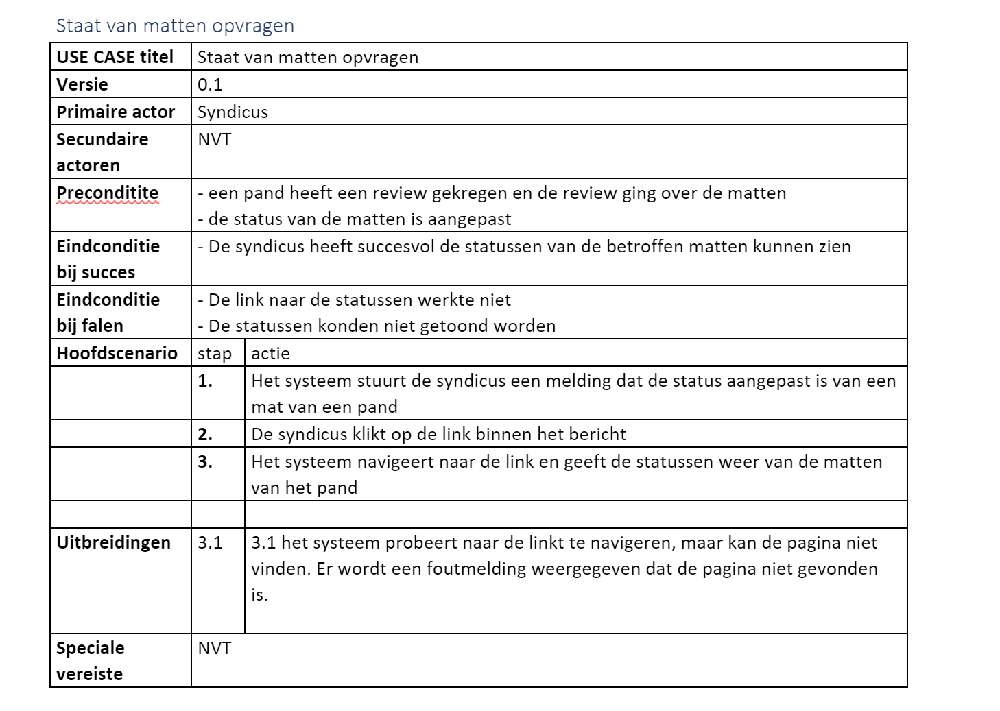 Staat van matten opvragen
USE CASE titel Staat van matten opvragen
Versie 0.1
Primaire actor Syndicus
Secundaire NVT
actoren
Preconditite - een pand heeft een review gekregen en de review ging over de matten
- de status van de matten is aangepast
Eindconditie - De syndicus heeft succesvol de statussen van de betroffen matten kunnen zien
bij succes
Eindconditie - De link naar de statussen werkte niet
bij falen - De statussen konden niet getoond worden
Hoofdscenario stap actie
1. Het systeem stuurt de syndicus een melding dat de status aangepast is van een
mat van een pand
2. De syndicus klikt op de link binnen het bericht
3. Het systeem navigeert naar de link en geeft de statussen weer van de matten
van het pand
Uitbreidingen 3.1 3.1 het systeem probeert naar de linkt te navigeren, maar kan de pagina niet
vinden. Er wordt een foutmelding weergegeven dat de pagina niet gevonden
is.
Speciale NVT
vereiste